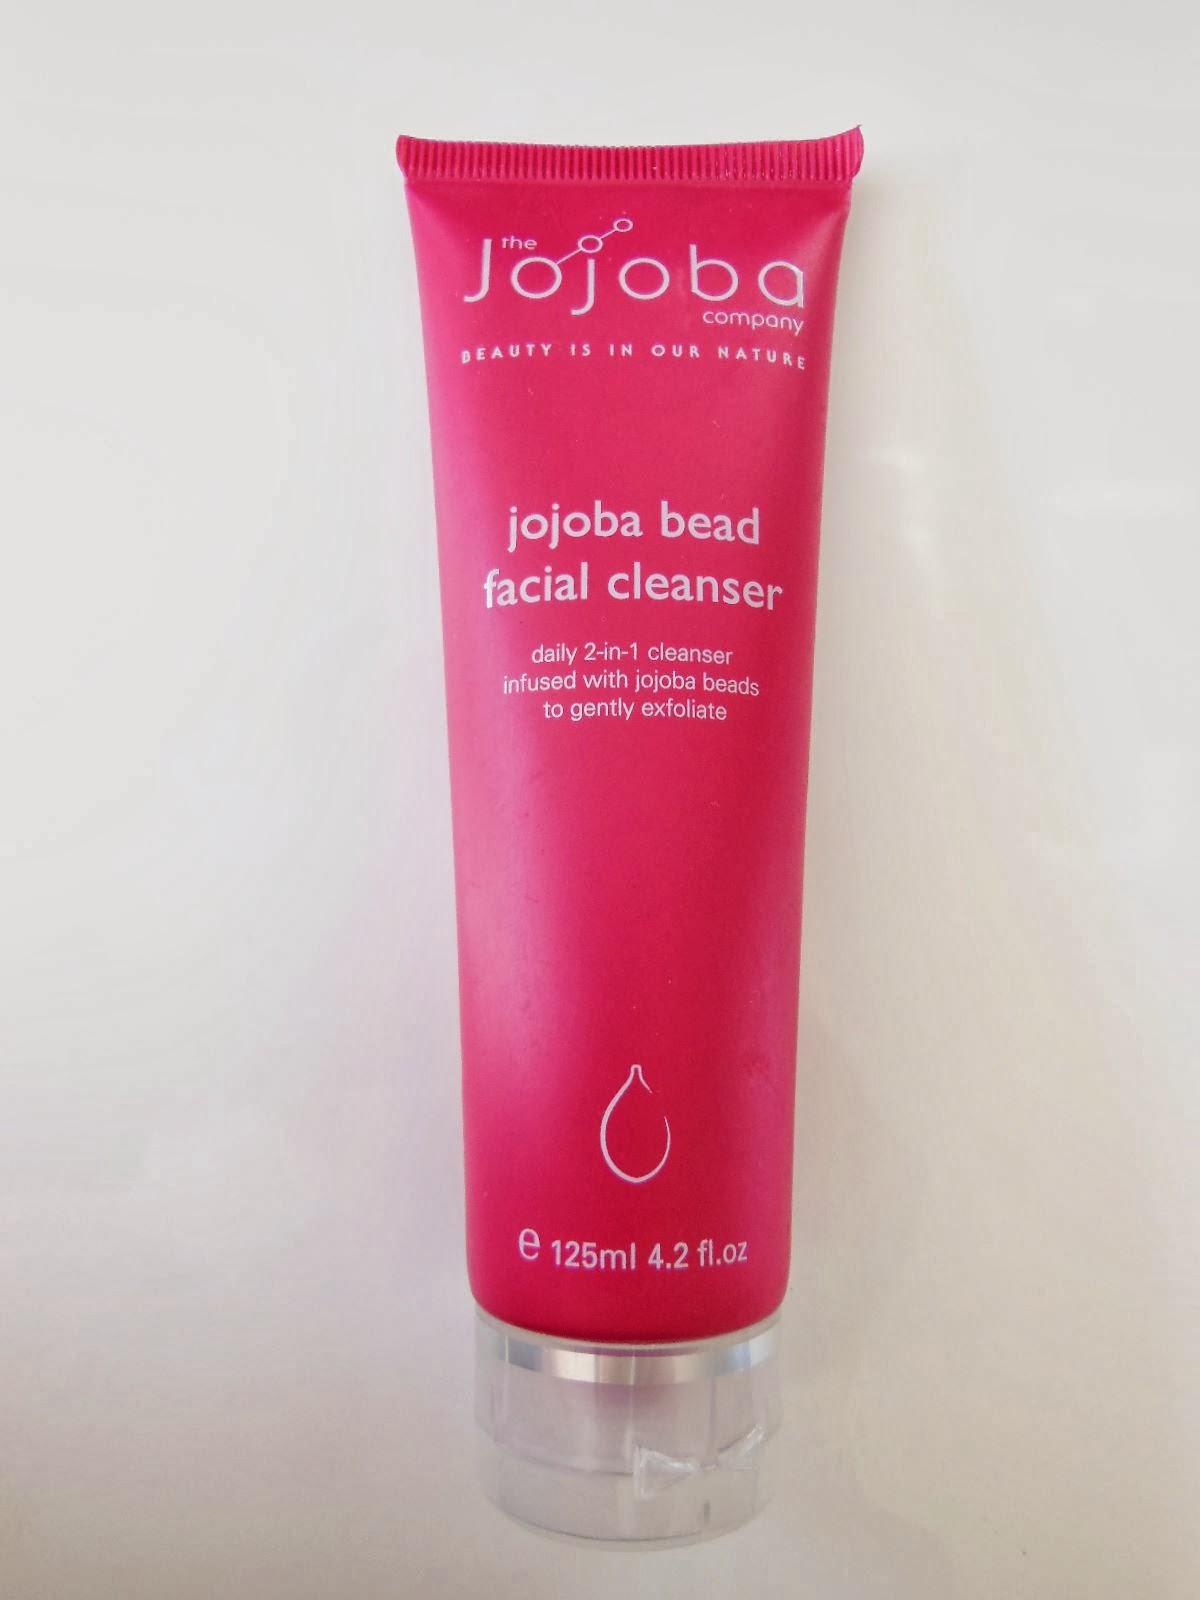 the
Jojoba
company
BEAUTY IS IN OUR NATURE
jojoba bead
facial cleanser
daily 2-in-1 cleanser
infused with jojoba beads
to gently exfoliate
℮ 125ml 4.2 fl.oz